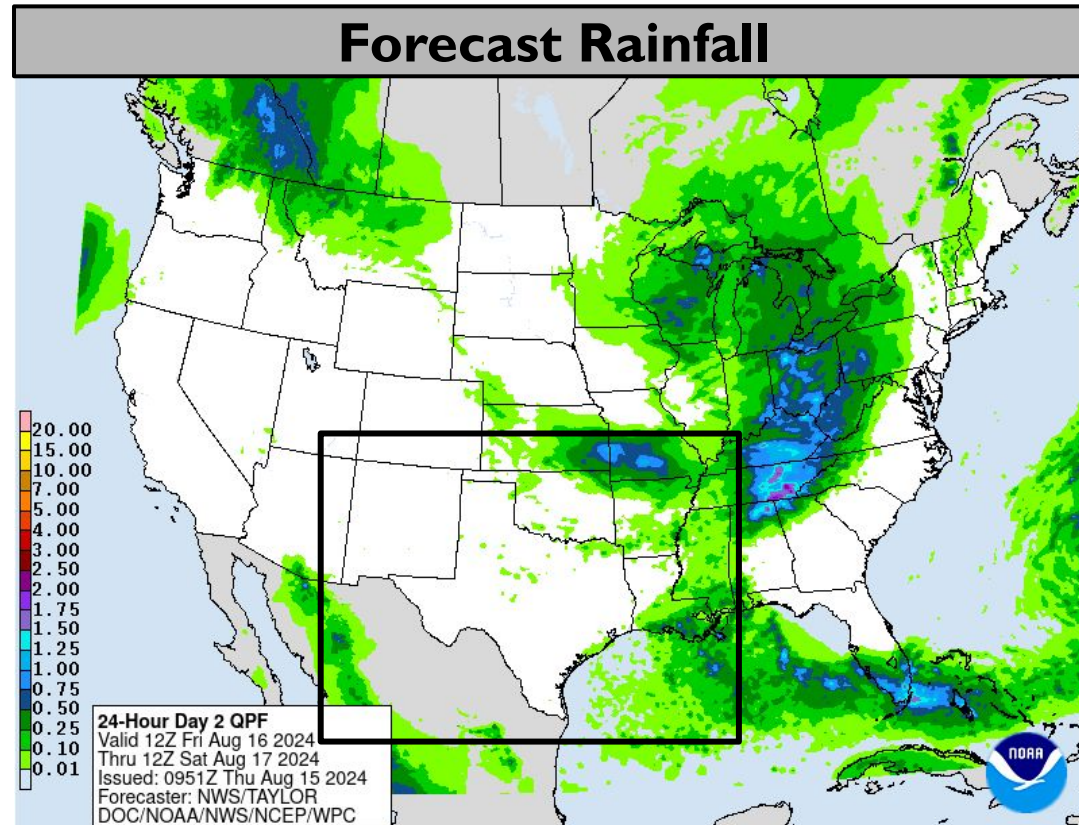 Forecast Rainfall
20.00
15.00
10.00
7.00
5.00
4.00
3.00
2.50
2.00
1.75
1.50
1.25
1.00
0.75
0.50
0.25
0.10
0.01
24-Hour Day 2 QPF
Valid 12Z Fri Aug 16 2024
Thru 12Z Sat Aug 17 2024
Issued: 0951Z Thu Aug 15 2024
Forecaster: NWS/TAYLOR
DOC/NOAA/NWS/NCEP/WPC
NOAA